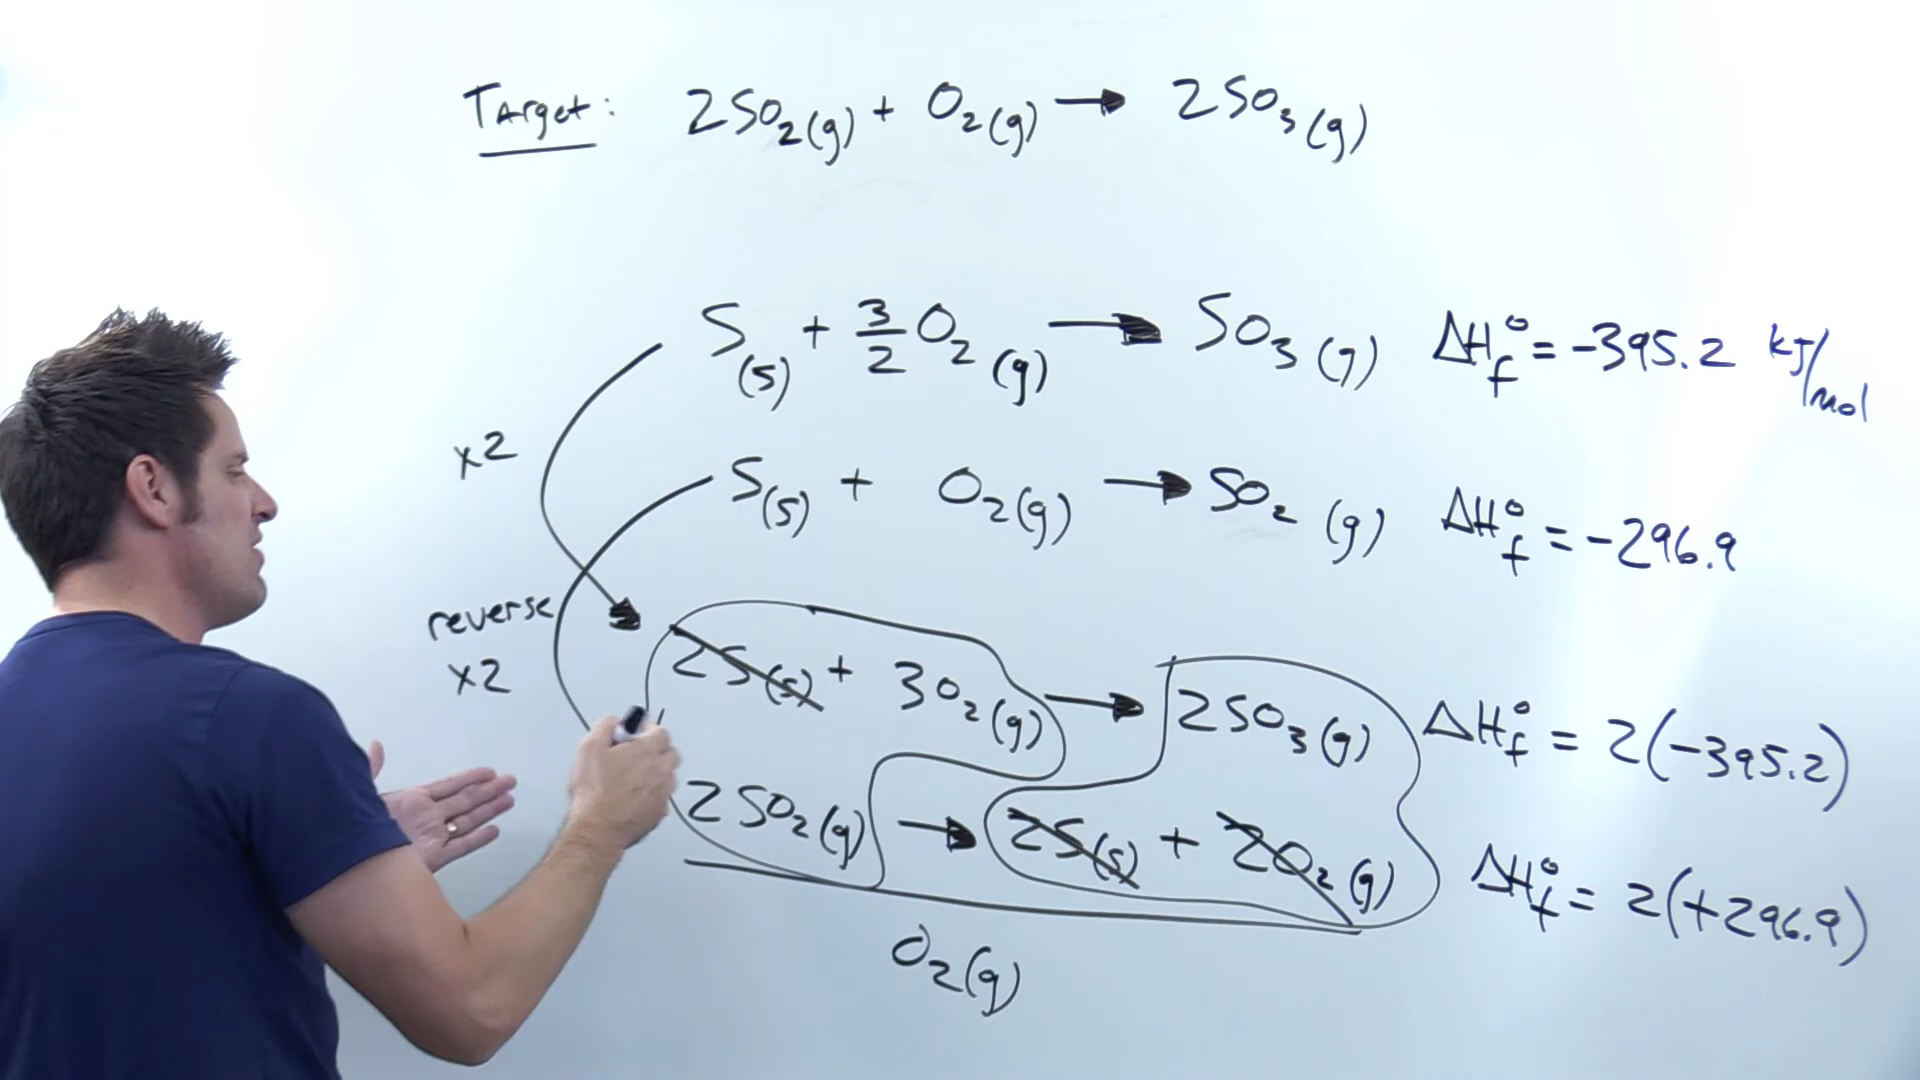 Target: 2SO₂(g) + O₂(g) → 2SO₃(g)
S(s) + 3/2 O₂(g) → SO₃(g) ΔH°f = -395.2 kJ/mol
x2
S(s) + O₂(g) → SO₂(g) ΔH°f = -296.9
reverse
x2
2S(s) + 3O₂(g) → 2SO₃(g) ΔH°f = 2(-395.2)
2SO₂(g) → 2S(s) + 2O₂(g) ΔH°f = 2(+296.9)
O₂(g)